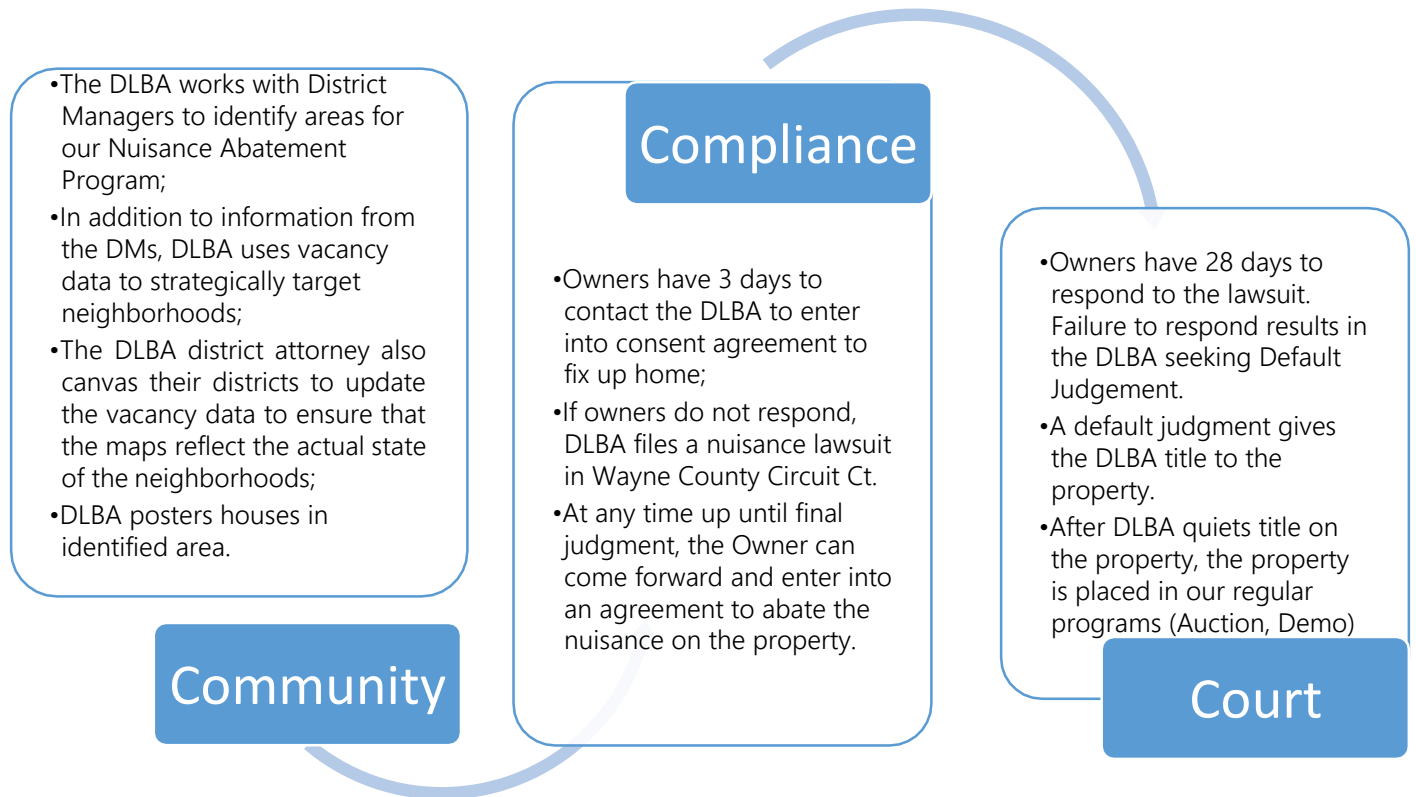 •The DLBA works with District
Managers to identify areas for
our Nuisance Abatement
Program;
•In addition to information from
the DMs, DLBA uses vacancy
data to strategically target
neighborhoods;
•The DLBA district attorney also
canvas their districts to update
the vacancy data to ensure that
the maps reflect the actual state
of the neighborhoods;
•DLBA posters houses in
identified area.
Community
Compliance
•Owners have 3 days to
contact the DLBA to enter
into consent agreement to
fix up home;
•If owners do not respond,
DLBA files a nuisance lawsuit
in Wayne County Circuit Ct.
•At any time up until final
judgment, the Owner can
come forward and enter into
an agreement to abate the
nuisance on the property.
•Owners have 28 days to
respond to the lawsuit.
Failure to respond results in
the DLBA seeking Default
Judgement.
•A default judgment gives
the DLBA title to the
property.
•After DLBA quiets title on
the property, the property
is placed in our regular
programs (Auction, Demo)
Court